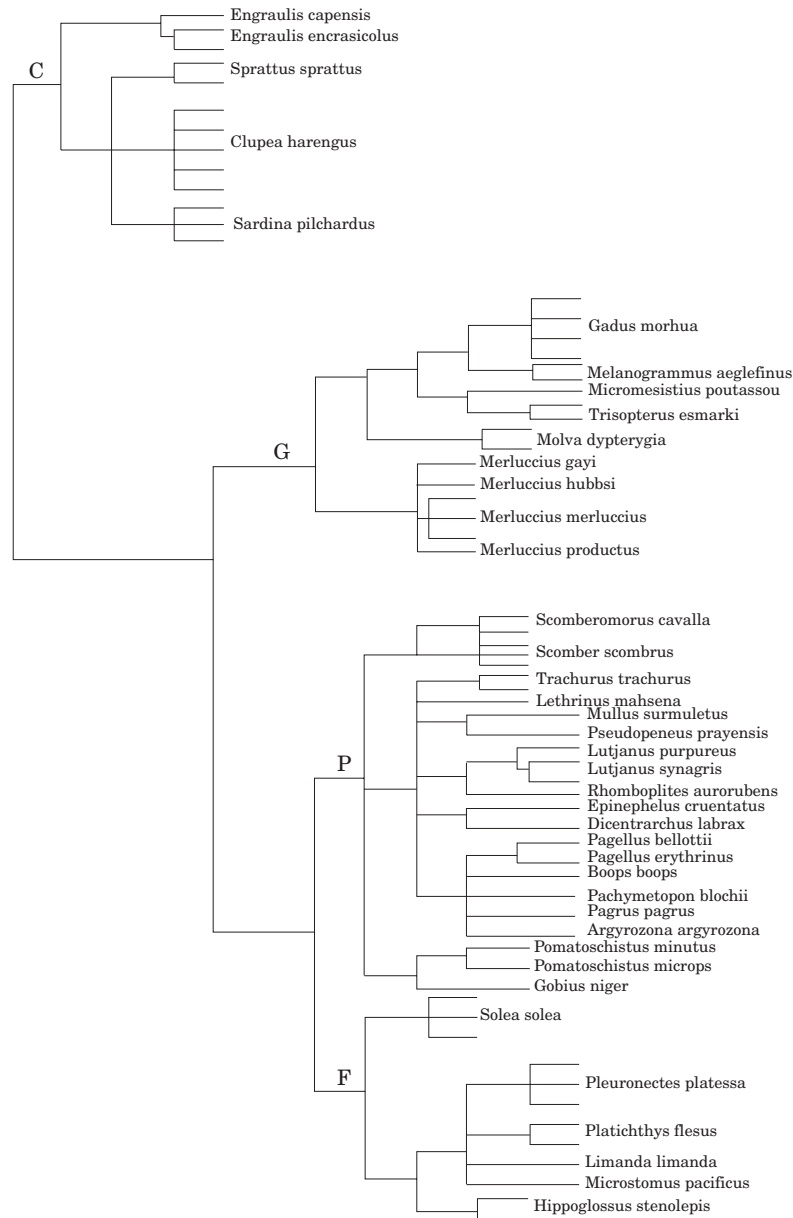 Engraulis capensis
Engraulis encrasicolus
C
Sprattus sprattus
Clupea harengus
Sardina pilchardus
Gadus morhua
Melanogrammus aeglefinus
Micromesistius poutassou
Trisopterus esmarki
Molva dypterygia
G
Merluccius gayi
Merluccius hubbsi
Merluccius merluccius
Merluccius productus
Scomberomorus cavalla
Scomber scombrus
Trachurus trachurus
Lethrinus mahsena
Mullus surmuletus
Pseudopeneus prayensis
Lutjanus purpureus
P
Lutjanus synagris
Rhomboplites aurorubens
Epinephelus cruentatus
Dicentrarchus labrax
Pagellus bellottii
Pagellus erythrinus
Boops boops
Pachymetopon blochii
Pagrus pagrus
Argyrozona argyrozona
Pomatoschistus minutus
Pomatoschistus microps
Gobius niger
Solea solea
F
Pleuronectes platessa
Platichthys flesus
Limanda limanda
Microstomus pacificus
Hippoglossus stenolepis